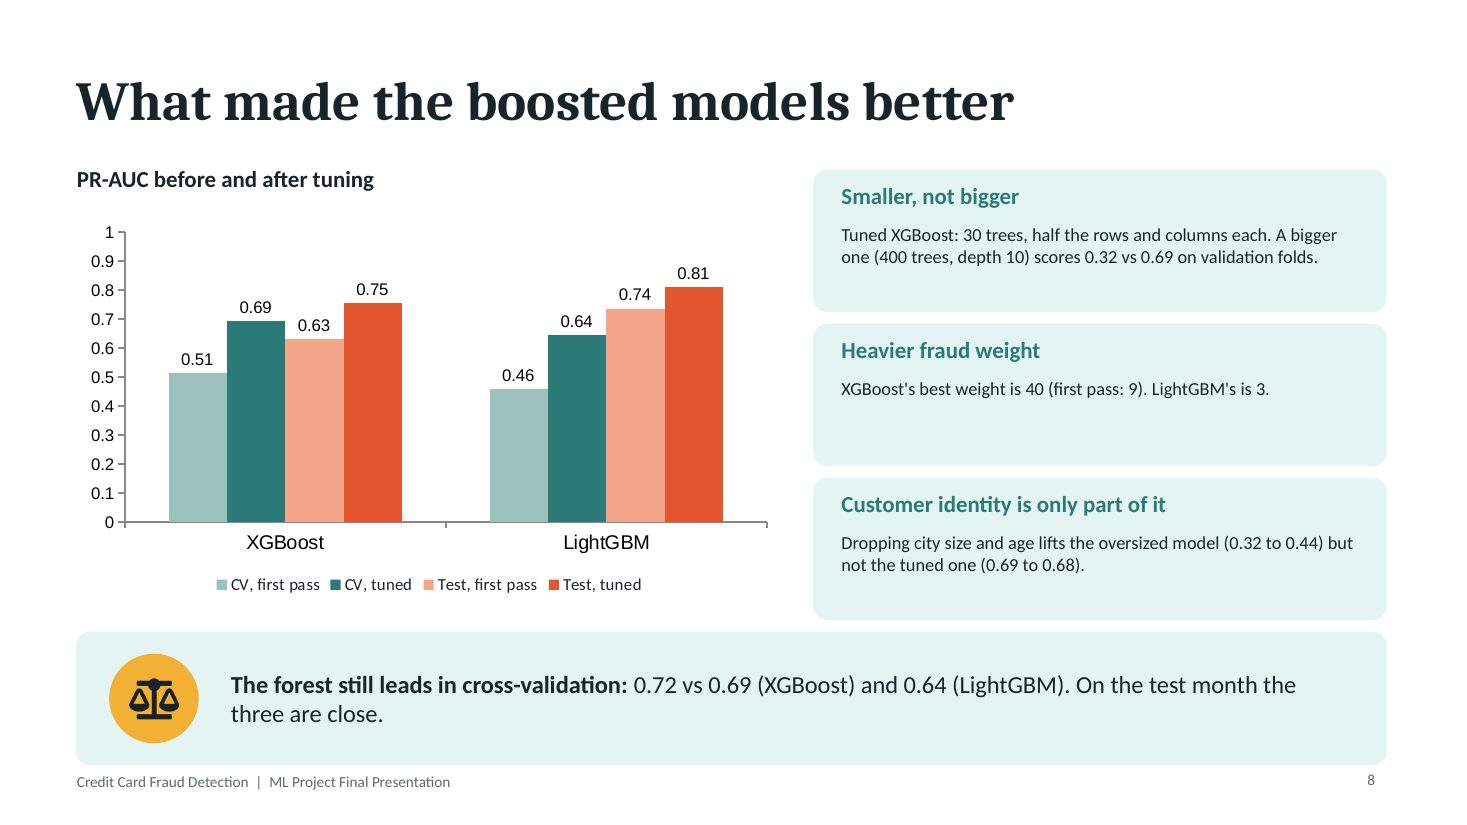 What made the boosted models better
PR-AUC before and after tuning
1
0.9
0.8
0.7
0.6
0.5
0.4
0.3
0.2
0.1
0
0.51
0.69
0.63
0.75
0.46
0.64
0.74
0.81
XGBoost
LightGBM
CV, first pass
CV, tuned
Test, first pass
Test, tuned
Smaller, not bigger
Tuned XGBoost: 30 trees, half the rows and columns each. A bigger
one (400 trees, depth 10) scores 0.32 vs 0.69 on validation folds.
Heavier fraud weight
XGBoost's best weight is 40 (first pass: 9). LightGBM's is 3.
Customer identity is only part of it
Dropping city size and age lifts the oversized model (0.32 to 0.44) but
not the tuned one (0.69 to 0.68).
The forest still leads in cross-validation: 0.72 vs 0.69 (XGBoost) and 0.64 (LightGBM). On the test month the
three are close.
Credit Card Fraud Detection | ML Project Final Presentation
8